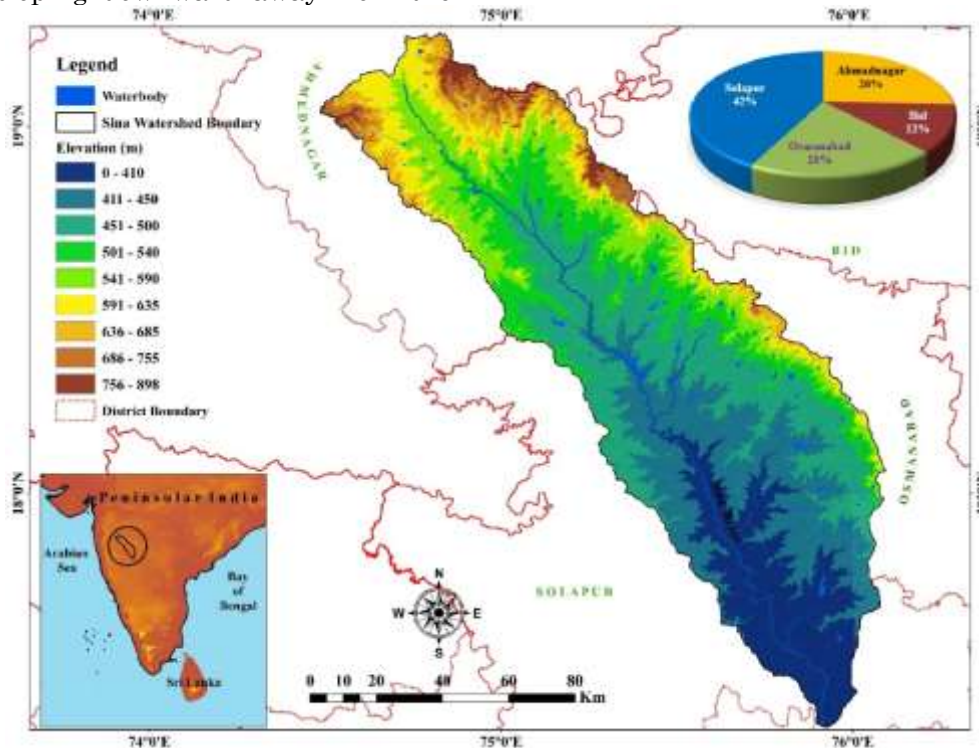 74°0'E
75°0'E
76°0'E
Legend
Waterbody
Sina Watershed Boundary
Elevation (m)
0 - 410
411 - 450
451 - 500
501 - 540
541 - 590
591 - 635
636 - 685
686 - 755
756 - 898
District Boundary
AHMEDNAGAR
Solapur
42%
Ahmadnagar
Bid
Osmanabad
BID
OSMANABAD
SOLAPUR
19°0'N
18°0'N
Peninsular India
Arabian
Sea
Bay
of
Bengal
Sri Lanka
N
W
E
S
0 10 20 40 60 80
Km
74°0'E
75°0'E
76°0'E